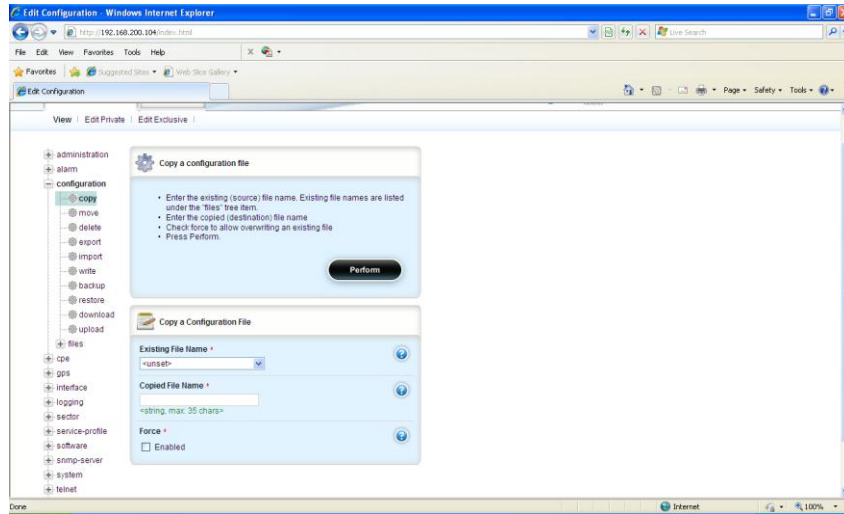 Edit Configuration - Windows Internet Explorer
http://192.168.200.104/index.html
Live Search
File Edit View Favorites Tools Help
Favorites Suggested Sites Web Slice Gallery
Edit Configuration
Page Safety Tools
View Edit Private Edit Exclusive
administration
alarm
configuration
copy
move
delete
export
import
write
backup
restore
download
upload
files
cpe
gps
interface
logging
sector
service-profile
software
snmp-server
system
telnet
Copy a configuration file
• Enter the existing (source) file name. Existing file names are listed
under the "files" tree item.
• Enter the copied (destination) file name
• Check force to allow overwriting an existing file
• Press Perform.
Perform
Copy a Configuration File
Existing File Name *
<unset>
Copied File Name *
<string, max. 35 chars>
Force *
Enabled
Done
Internet
100%